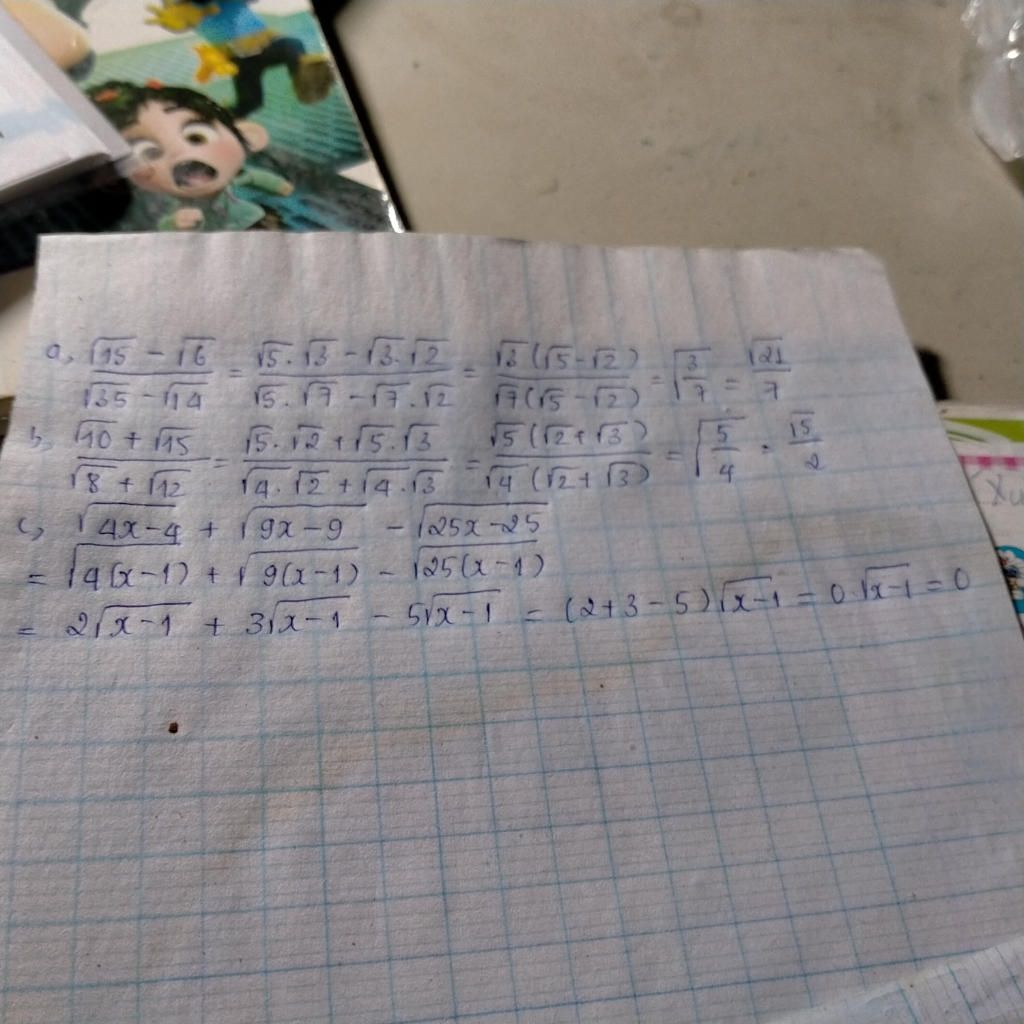 a, (√15 − √6)/(√35 − √14) = (√5.√3 − √3.√2)/(√5.√7 − √7.√2) = √3(√5−√2)/√7(√5−√2) = √(3/7) = √21/7
b, (√10 + √15)/(√8 + √12) = (√5.√2 + √5.√3)/(√4.√2 + √4.√3) = √5(√2+√3)/√4(√2+√3) = √(5/4) = √5/2
c, √(4x−4) + √(9x−9) − √(25x−25)
= √(4(x−1)) + √(9(x−1)) − √(25(x−1))
= 2√(x−1) + 3√(x−1) − 5√(x−1) = (2+3−5)√(x−1) = 0.√(x−1) = 0